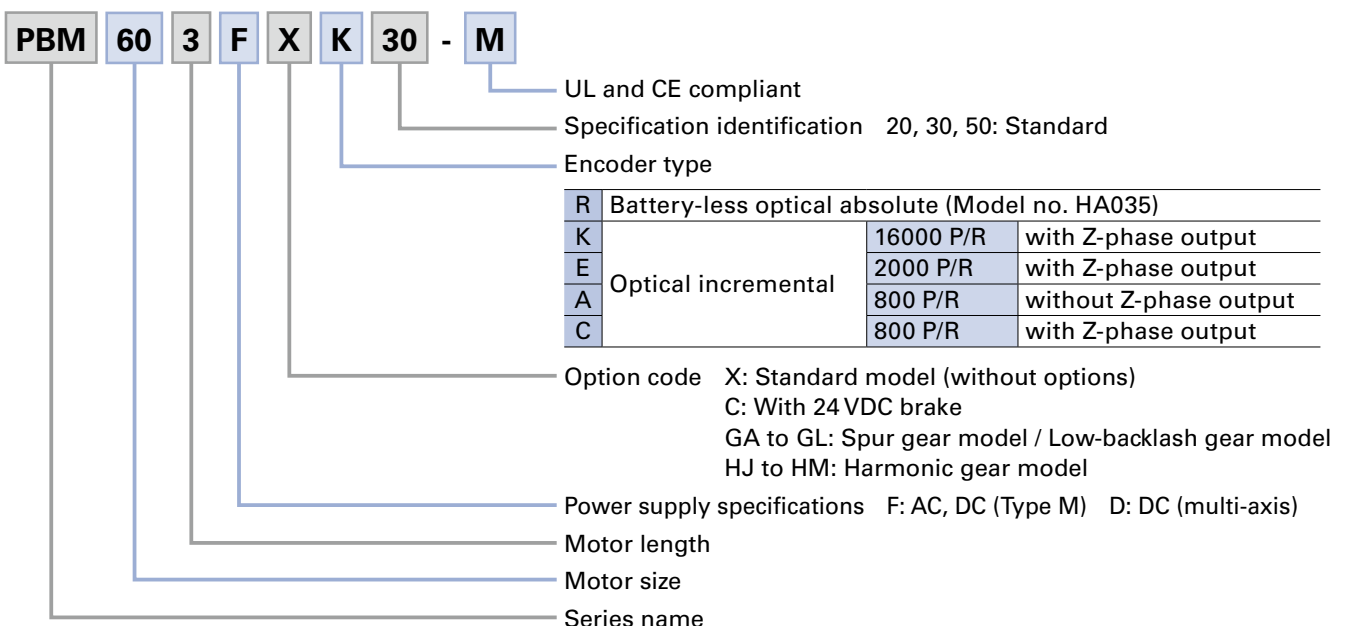 PBM 60 3 F X K 30 - M
UL and CE compliant
Specification identification 20, 30, 50: Standard
Encoder type
R Battery-less optical absolute (Model no. HA035)
K 16000 P/R with Z-phase output
E 2000 P/R with Z-phase output
Optical incremental
A 800 P/R without Z-phase output
C 800 P/R with Z-phase output
Option code X: Standard model (without options)
C: With 24 VDC brake
GA to GL: Spur gear model / Low-backlash gear model
HJ to HM: Harmonic gear model
Power supply specifications F: AC, DC (Type M) D: DC (multi-axis)
Motor length
Motor size
Series name